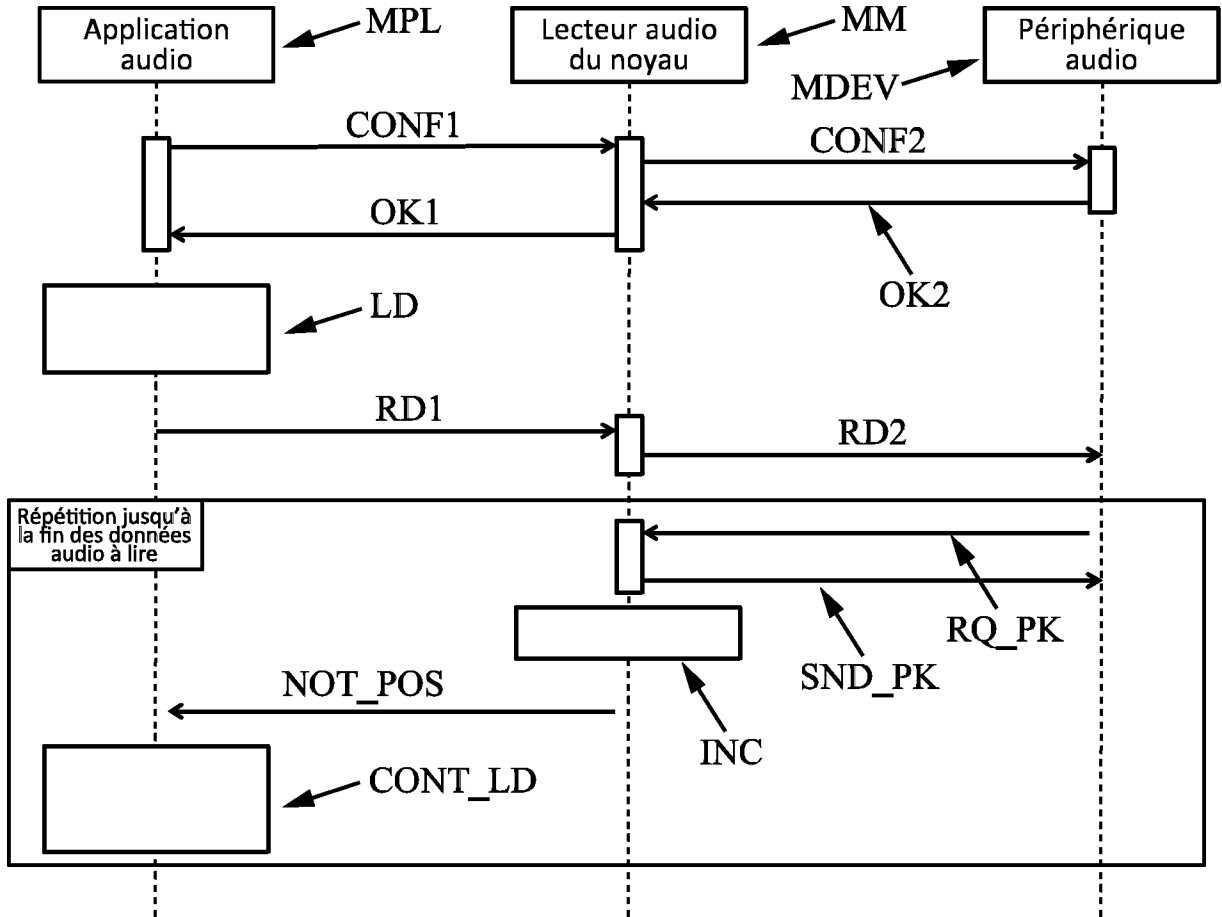 Application
audio
MPL
Lecteur audio
du noyau
MM
Périphérique
audio
MDEV
CONF1
CONF2
OK1
OK2
LD
RD1
RD2
Répétition jusqu'à
la fin des données
audio à lire
RQ_PK
SND_PK
NOT_POS
INC
CONT_LD